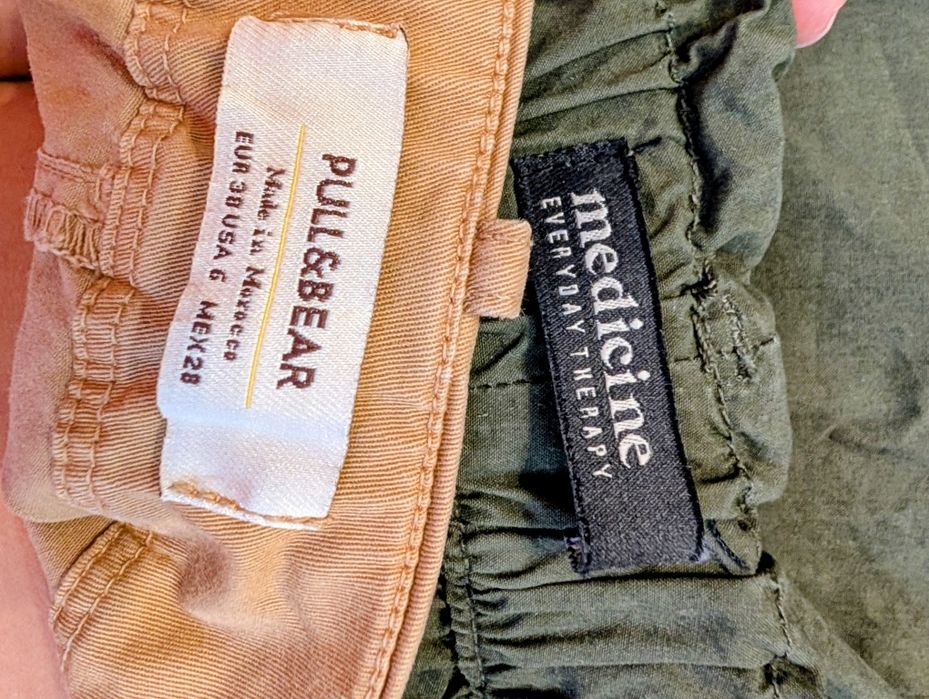 PULL&BEAR
Made in Morocco
EUR 38 USA 6 MEX 28
medicine
EVERYDAY THERAPY